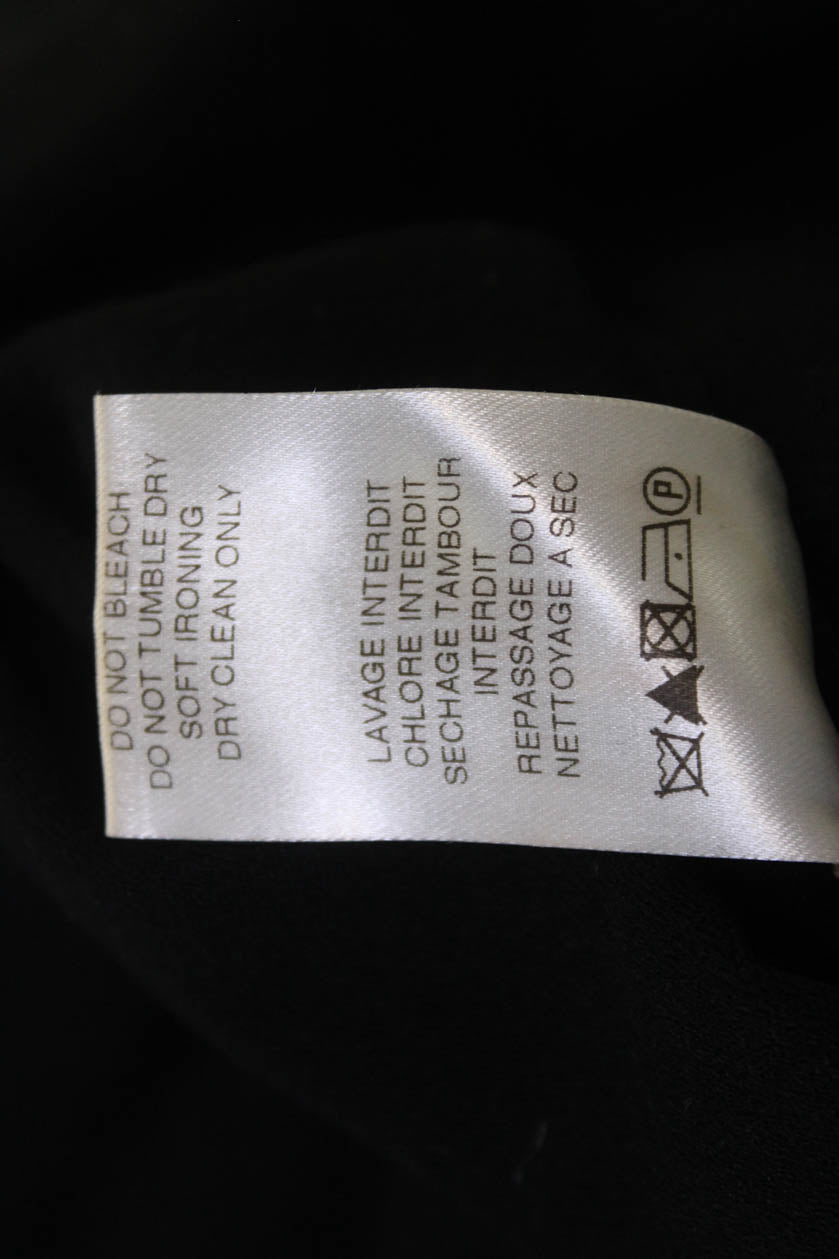 DO NOT BLEACH
DO NOT TUMBLE DRY
SOFT IRONING
DRY CLEAN ONLY
LAVAGE INTERDIT
CHLORE INTERDIT
SECHAGE TAMBOUR
INTERDIT
REPASSAGE DOUX
NETTOYAGE A SEC
P